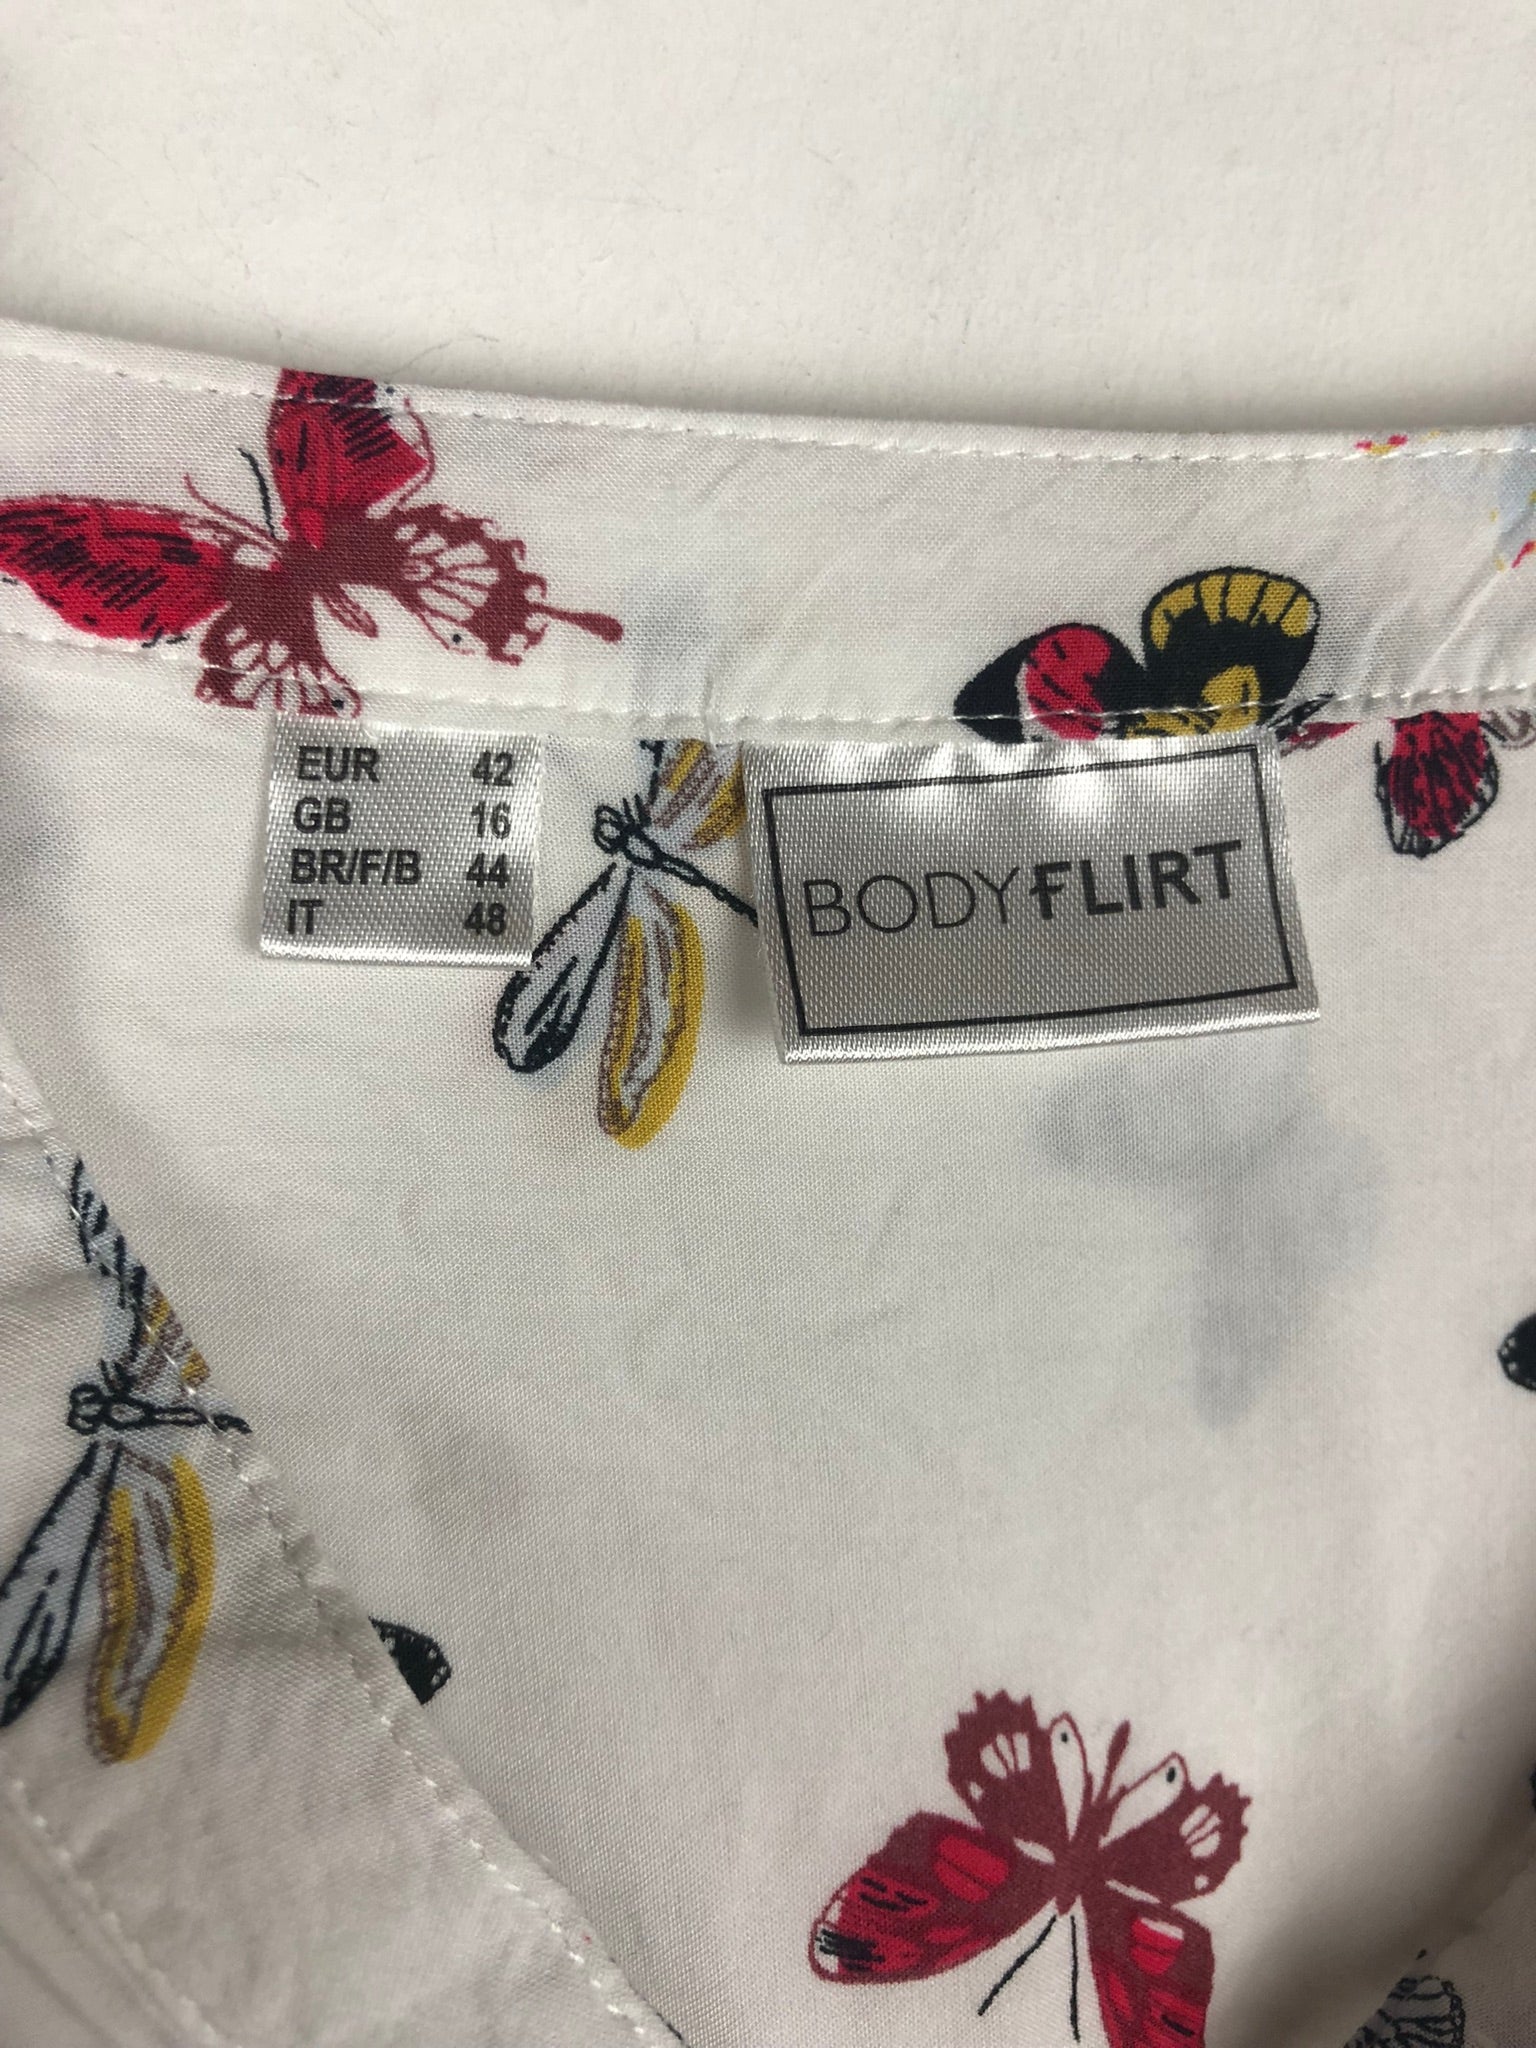 EUR 42
GB 16
BR/F/B 44
IT 48
BODYFLIRT